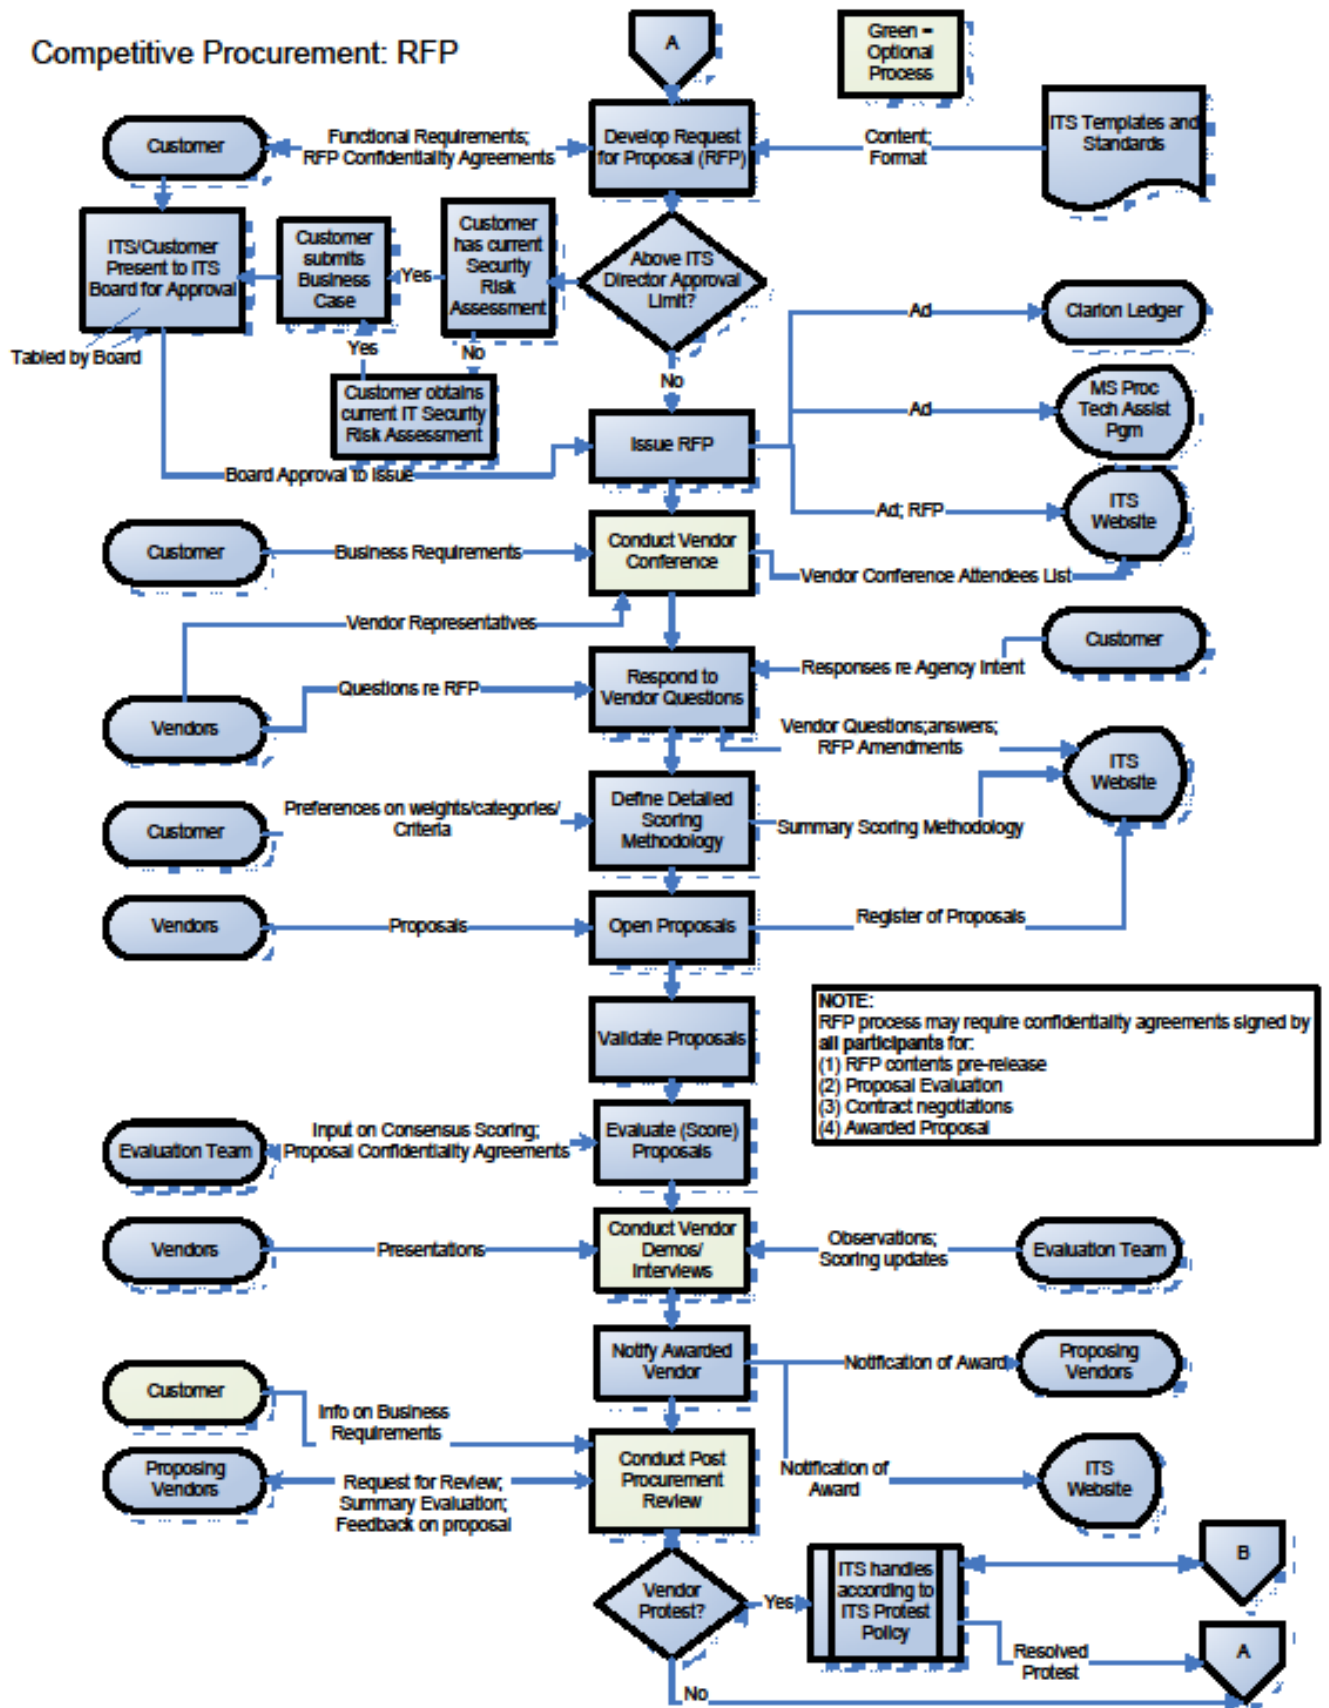 Competitive Procurement: RFP
A
Green =
Optional
Process
Customer
Functional Requirements;
RFP Confidentiality Agreements
Develop Request
for Proposal (RFP)
Content;
Format
ITS Templates and
Standards
ITS/Customer
Present to ITS
Board for Approval
Customer
submits
Business
Case
Yes
Customer
has current
Security
Risk
Assessment
Above ITS
Director Approval
Limit?
Ad
Clarion Ledger
Tabled by Board
Yes
No
No
Customer obtains
current IT Security
Risk Assessment
Ad
MS Proc
Tech Assist
Pgm
Issue RFP
Board Approval to Issue
Ad; RFP
ITS
Website
Customer
Business Requirements
Conduct Vendor
Conference
Vendor Conference Attendees List
Vendor Representatives
Customer
Responses re Agency Intent
Respond to
Vendor Questions
Questions re RFP
Vendors
Vendor Questions;answers;
RFP Amendments
ITS
Website
Customer
Preferences on weights/categories/
Criteria
Define Detailed
Scoring
Methodology
Summary Scoring Methodology
Vendors
Proposals
Open Proposals
Register of Proposals
Validate Proposals
NOTE:
RFP process may require confidentiality agreements signed by
all participants for:
(1) RFP contents pre-release
(2) Proposal Evaluation
(3) Contract negotiations
(4) Awarded Proposal
Evaluation Team
Input on Consensus Scoring;
Proposal Confidentiality Agreements
Evaluate (Score)
Proposals
Vendors
Presentations
Conduct Vendor
Demos/
Interviews
Observations;
Scoring updates
Evaluation Team
Notify Awarded
Vendor
Notification of Award
Proposing
Vendors
Customer
Info on Business
Requirements
Proposing
Vendors
Request for Review;
Summary Evaluation;
Feedback on proposal
Conduct Post
Procurement
Review
Notification of
Award
ITS
Website
Vendor
Protest?
Yes
ITS handles
according to
ITS Protest
Policy
B
Resolved
Protest
A
No